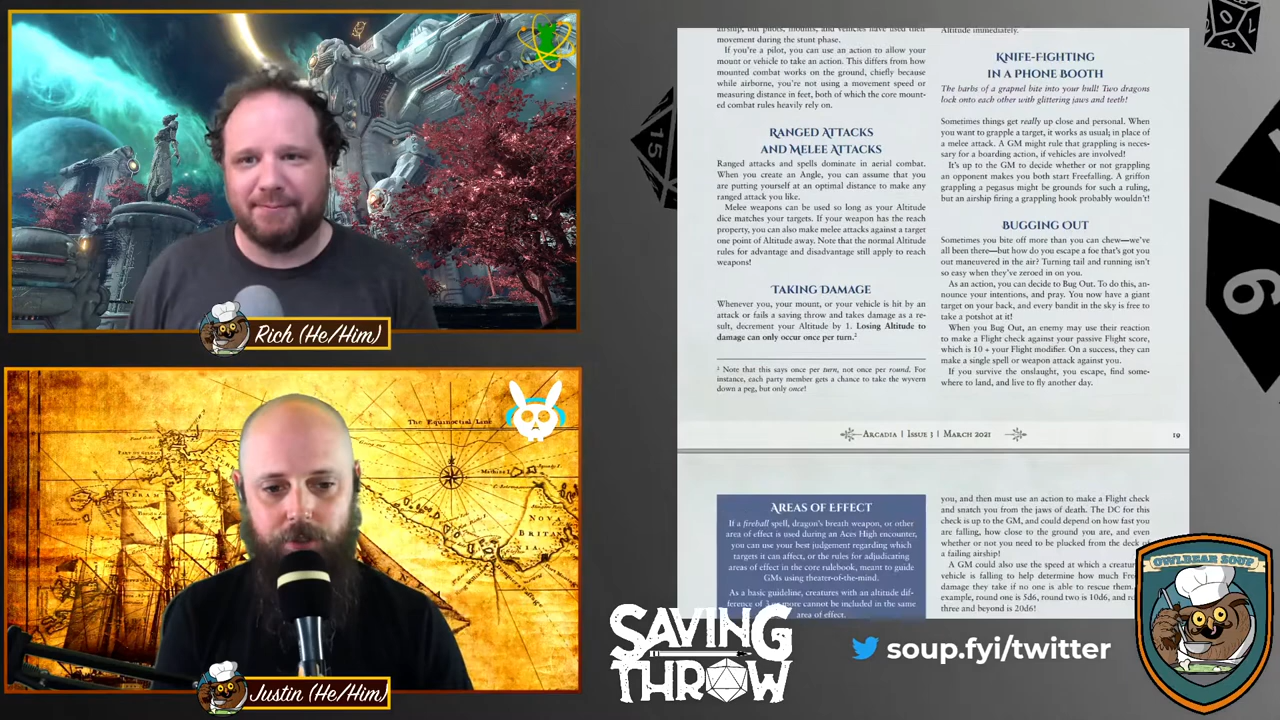 Rich (He/Him)
The Equinoctial Line
Justin (He/Him)
movement during the stunt phase.
If you're a pilot, you can use an action to allow your
mount or vehicle to take an action. This differs from how
mounted combat works on the ground, chiefly because
while airborne, you're not using a movement speed or
measuring distance in feet, both of which the core mount-
ed combat rules heavily rely on.
Ranged Attacks
and Melee Attacks
Ranged attacks and spells dominate in aerial combat.
When you create an Angle, you can assume that you
are putting yourself at an optimal distance to make any
ranged attack you like.
Melee weapons can be used so long as your Altitude
dice matches your targets. If your weapon has the reach
property, you can also make melee attacks against a target
one point of Altitude away. Note that the normal Altitude
rules for advantage and disadvantage still apply to reach
weapons!
Taking Damage
Whenever you, your mount, or your vehicle is hit by an
attack or fails a saving throw and takes damage as a re-
sult, decrement your Altitude by 1. Losing Altitude to
damage can only occur once per turn.²
² Note that this says once per turn, not once per round. For
instance, each party member gets a chance to take the wyvern
down a peg, but only once!
Altitude immediately.
Knife-Fighting
in a Phone Booth
The barbs of a grapnel bite into your hull! Two dragons
lock onto each other with glittering jaws and teeth!
Sometimes things get really up close and personal. When
you want to grapple a target, it works as usual; in place of
a melee attack. A GM might rule that grappling is neces-
sary for a boarding action, if vehicles are involved!
It's up to the GM to decide whether or not grappling
an opponent makes you both start Freefalling. A griffon
grappling a pegasus might be grounds for such a ruling,
but an airship firing a grappling hook probably wouldn't!
Bugging Out
Sometimes you bite off more than you can chew—we've
all been there—but how do you escape a foe that's got you
out maneuvered in the air? Turning tail and running isn't
so easy when they've zeroed in on you.
As an action, you can decide to Bug Out. To do this, an-
nounce your intentions, and pray. You now have a giant
target on your back, and every bandit in the sky is free to
take a potshot at it!
When you Bug Out, an enemy may use their reaction
to make a Flight check against your passive Flight score,
which is 10 + your Flight modifier. On a success, they can
make a single spell or weapon attack against you.
If you survive the onslaught, you escape, find some-
where to land, and live to fly another day.
Arcadia | Issue 3 | March 2021
19
Areas of Effect
If a fireball spell, dragon's breath weapon, or other
area of effect is used during an Aces High encounter,
you can use your best judgement regarding which
targets it can affect, or the rules for adjudicating
areas of effect in the core rulebook, meant to guide
GMs using theater-of-the-mind.
As a basic guideline, creatures with an altitude dif-
ference of 3 or more cannot be included in the same
area of effect.
you, and then must use an action to make a Flight check
and snatch you from the jaws of death. The DC for this
check is up to the GM, and could depend on how fast you
are falling, how close to the ground you are, and even
whether or not you need to be plucked from the deck of
a failing airship!
A GM could also use the speed at which a
vehicle is falling to help determine how much
damage they take if no one is able to rescue them.
example, round one is 5d6, round two is 10d6, and
three and beyond is 20d6!
SAVING
THROW
soup.fyi/twitter
OWLBEAR SOUP
15
6